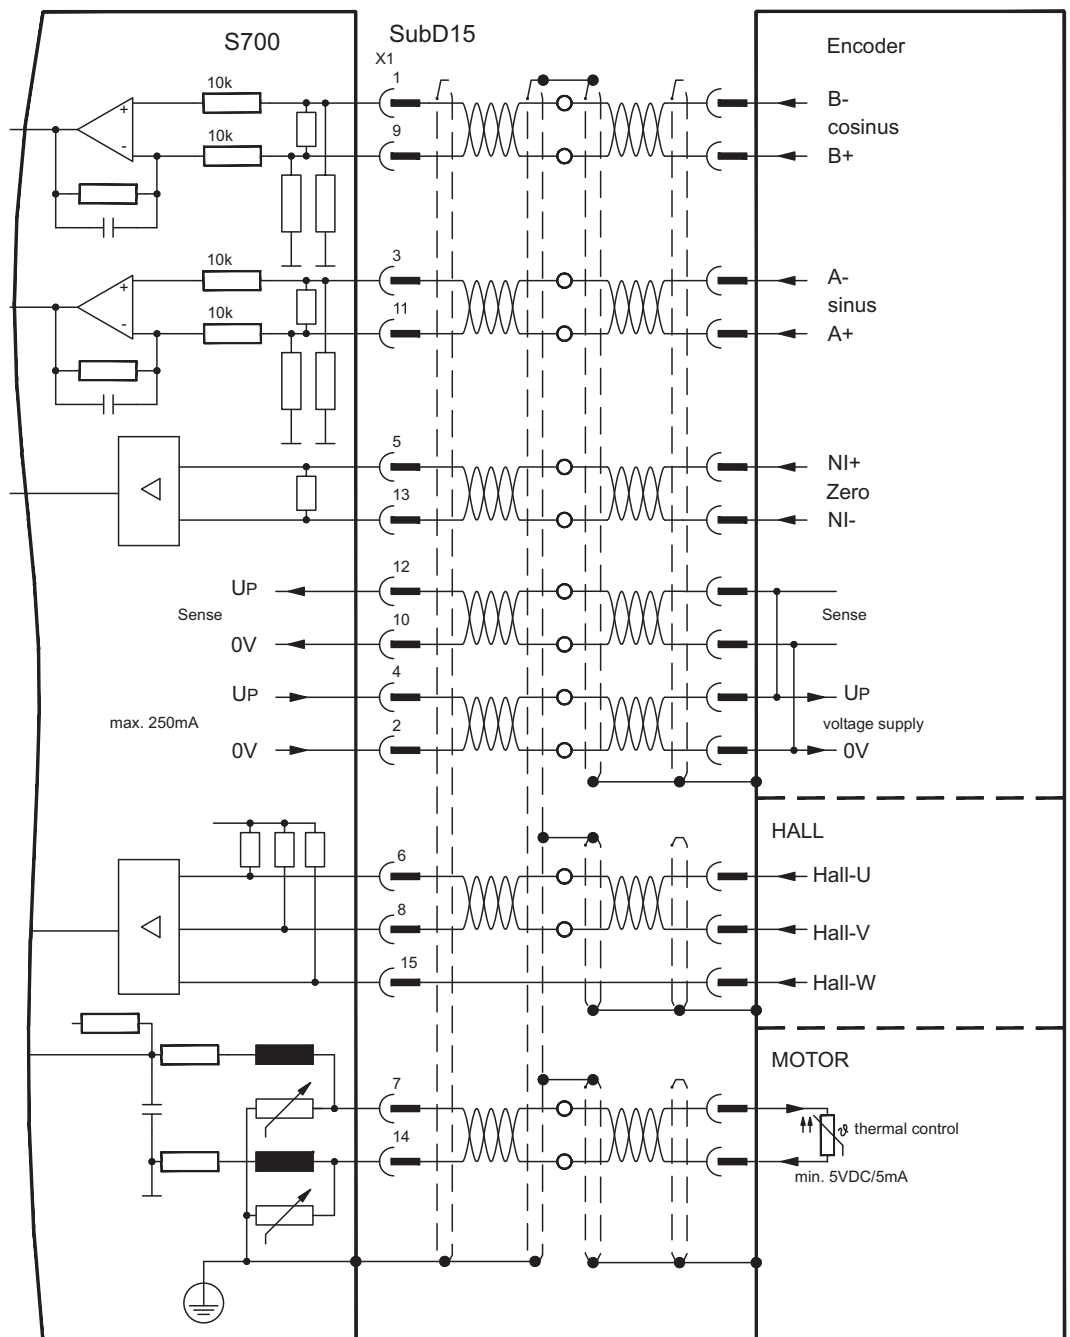 S700
SubD15
Encoder
X1
10k
1
B-
cosinus
10k
9
B+
+
-
10k
3
A-
sinus
10k
11
A+
+
-
5
NI+
Zero
13
NI-
UP
12
Sense
Sense
0V
10
UP
4
UP
max. 250mA
voltage supply
0V
2
0V
HALL
6
Hall-U
8
Hall-V
15
Hall-W
MOTOR
7
ϑ thermal control
14
min. 5VDC/5mA